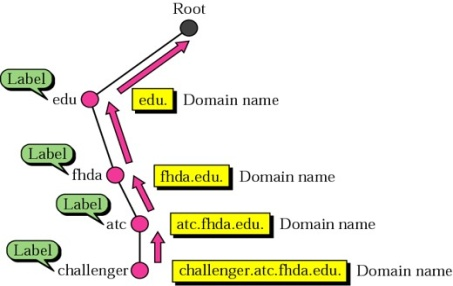 Root
Label
edu
edu.
Domain name
Label
fhda
fhda.edu.
Domain name
Label
atc
atc.fhda.edu.
Domain name
Label
challenger
challenger.atc.fhda.edu.
Domain name